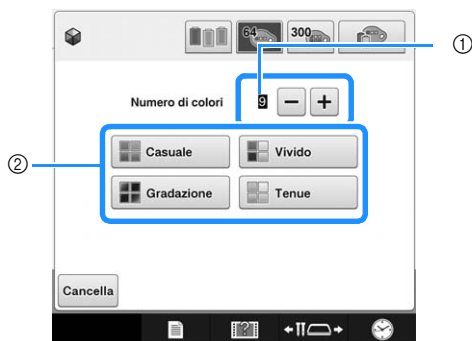 64 300
①
Numero di colori 9 − +
②
Casuale Vivido
Gradazione Tenue
Cancella
?